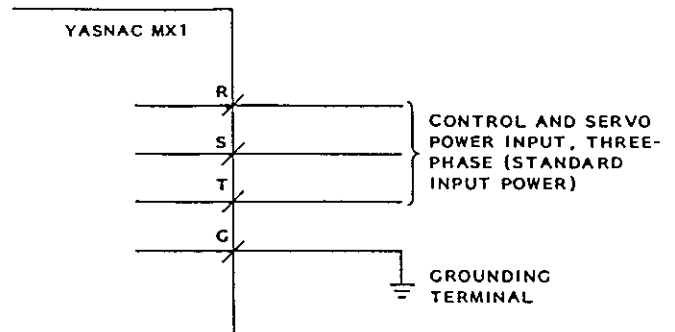 YASNAC MX1
R
S
T
CONTROL AND SERVO
POWER INPUT, THREE-
PHASE (STANDARD
INPUT POWER)
G
GROUNDING
TERMINAL